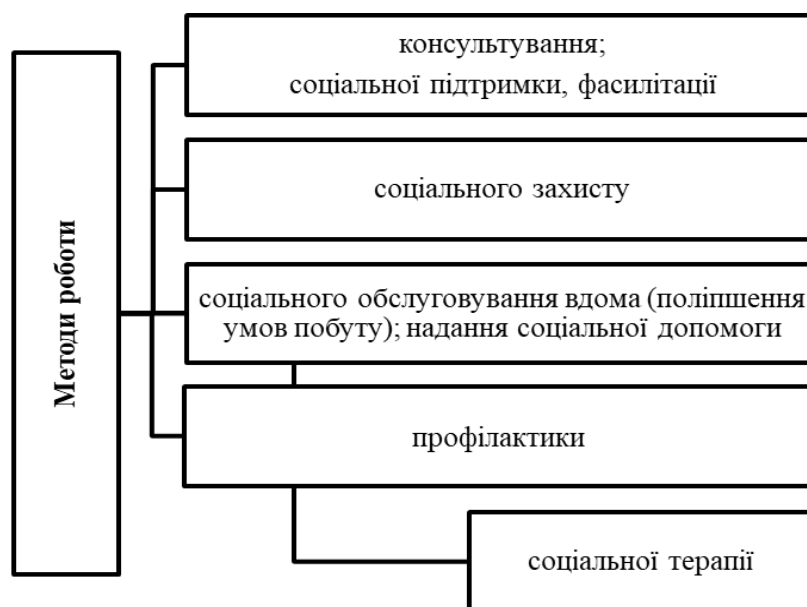 Методи роботи
консультування;
соціальної підтримки, фасилітації
соціального захисту
соціального обслуговування вдома (поліпшення
умов побуту); надання соціальної допомоги
профілактики
соціальної терапії